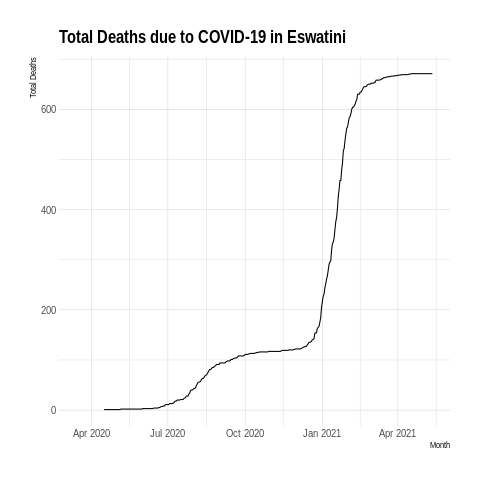 Total Deaths due to COVID-19 in Eswatini
Total Deaths
600
400
200
0
Apr 2020 Jul 2020 Oct 2020 Jan 2021 Apr 2021
Month